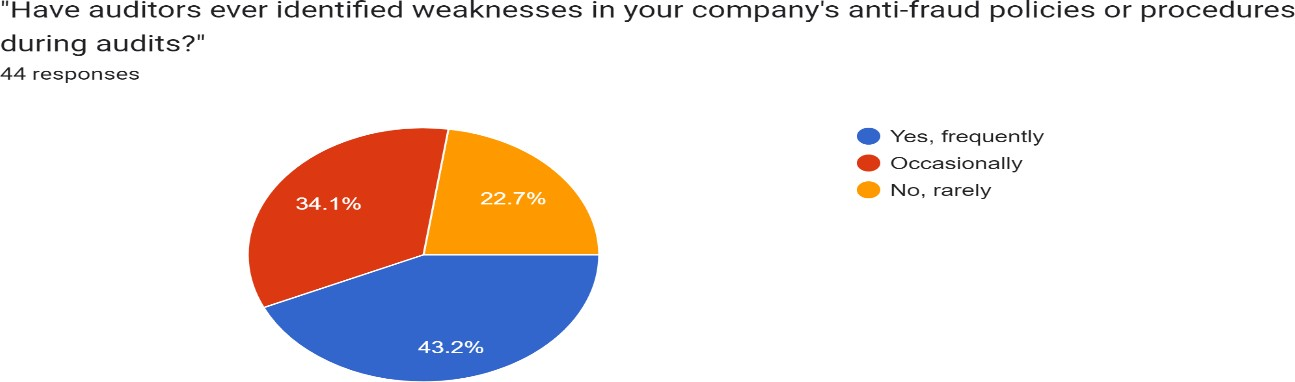 "Have auditors ever identified weaknesses in your company's anti-fraud policies or procedures
during audits?"
44 responses
Yes, frequently
Occasionally
No, rarely
34.1%
22.7%
43.2%